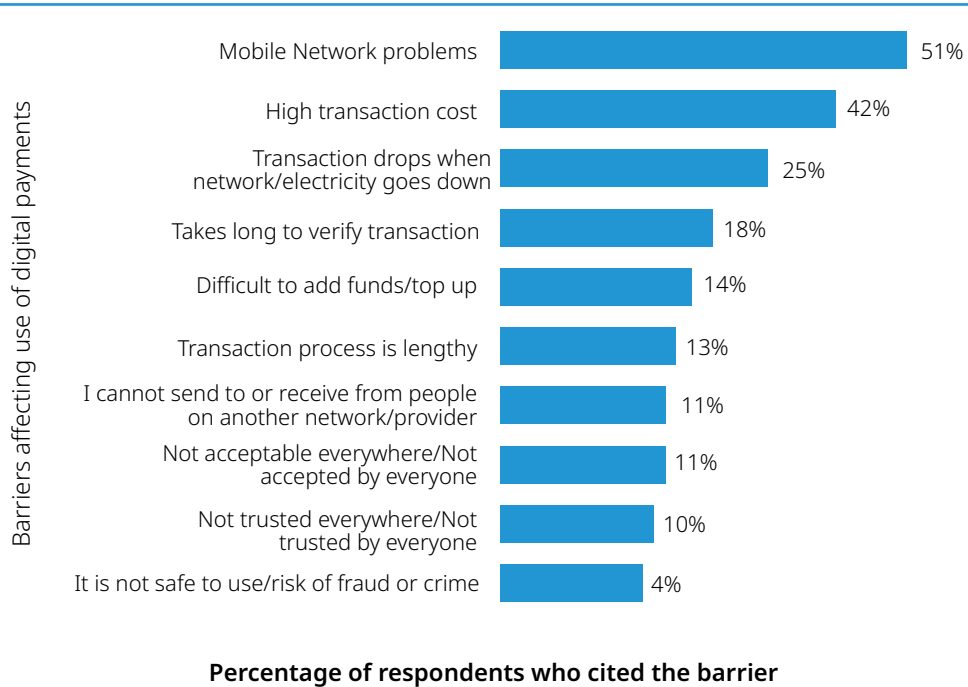 Barriers affecting use of digital payments
Mobile Network problems
51%
High transaction cost
42%
Transaction drops when
network/electricity goes down
25%
Takes long to verify transaction
18%
Difficult to add funds/top up
14%
Transaction process is lengthy
13%
I cannot send to or receive from people
on another network/provider
11%
Not acceptable everywhere/Not
accepted by everyone
11%
Not trusted everywhere/Not
trusted by everyone
10%
It is not safe to use/risk of fraud or crime
4%
Percentage of respondents who cited the barrier